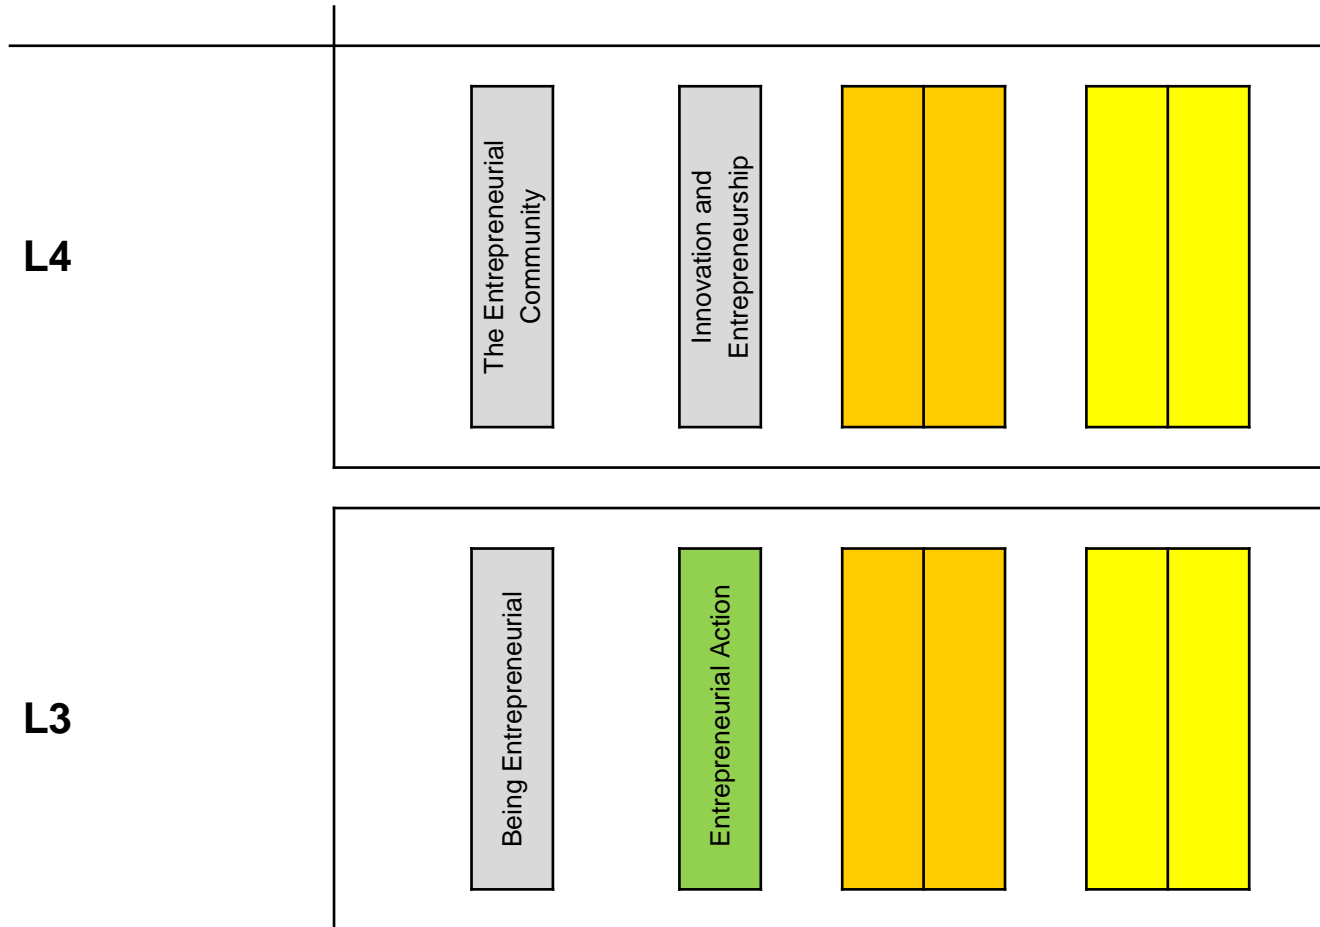 L4
The Entrepreneurial
Community
Innovation and
Entrepreneurship
L3
Being Entrepreneurial
Entrepreneurial Action